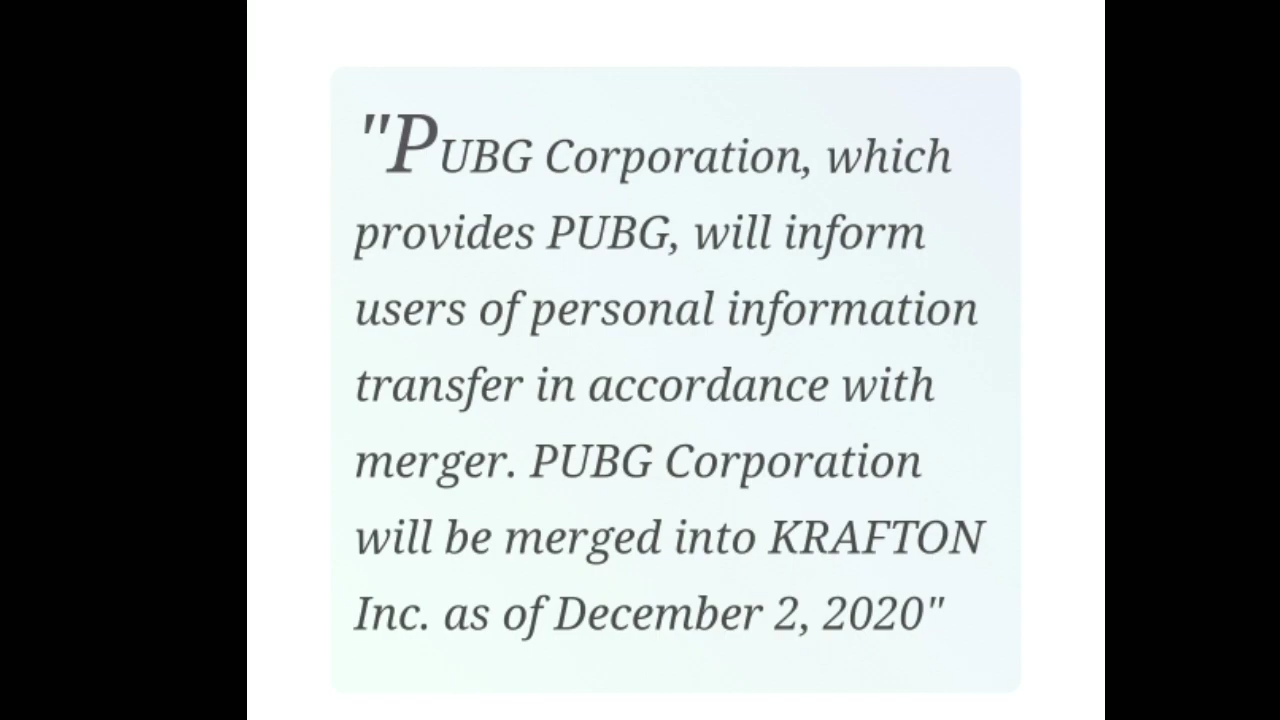 "PUBG Corporation, which
provides PUBG, will inform
users of personal information
transfer in accordance with
merger. PUBG Corporation
will be merged into KRAFTON
Inc. as of December 2, 2020"